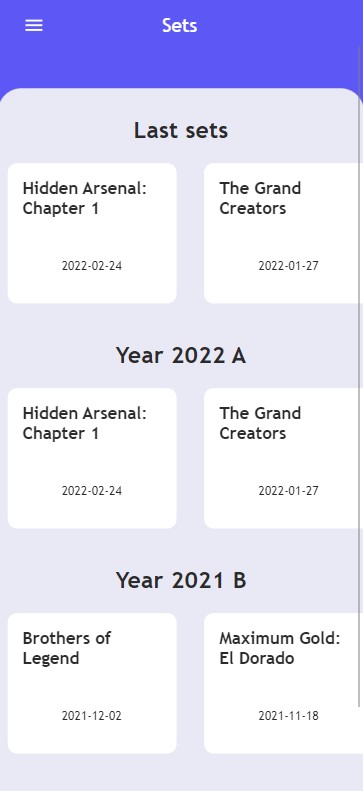 Sets
Last sets
Hidden Arsenal:
Chapter 1
2022-02-24
The Grand
Creators
2022-01-27
Year 2022 A
Hidden Arsenal:
Chapter 1
2022-02-24
The Grand
Creators
2022-01-27
Year 2021 B
Brothers of
Legend
2021-12-02
Maximum Gold:
El Dorado
2021-11-18